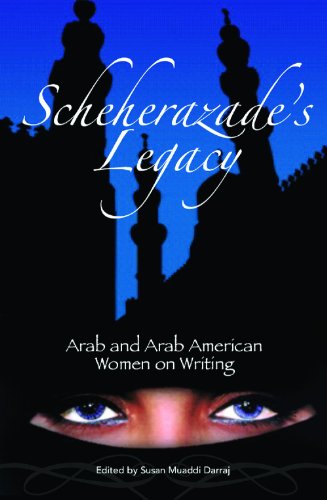 Scheherazade's
Legacy
Arab and Arab American
Women on Writing
Edited by Susan Muaddi Darraj